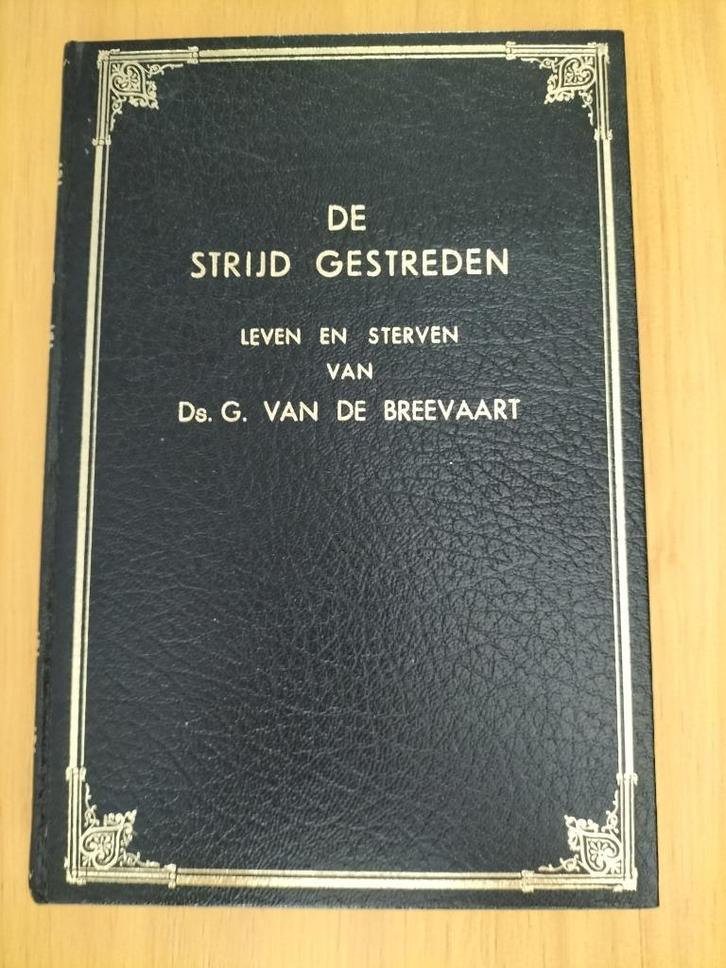 DE
STRIJD GESTREDEN
LEVEN EN STERVEN
VAN
Ds. G. VAN DE BREEVAART